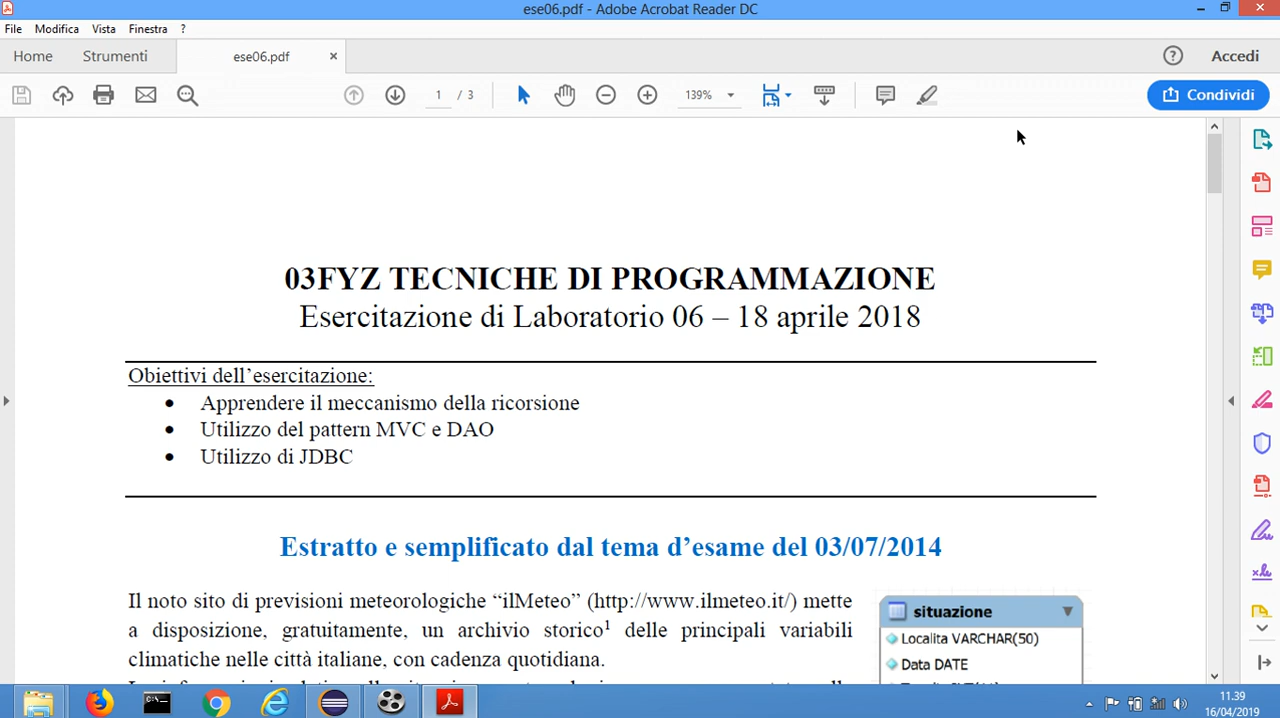 ese06.pdf - Adobe Acrobat Reader DC
File Modifica Vista Finestra ?
Home Strumenti ese06.pdf × ? Accedi
1 / 3 139% Condividi
03FYZ TECNICHE DI PROGRAMMAZIONE
Esercitazione di Laboratorio 06 – 18 aprile 2018
Obiettivi dell'esercitazione:
• Apprendere il meccanismo della ricorsione
• Utilizzo del pattern MVC e DAO
• Utilizzo di JDBC
Estratto e semplificato dal tema d'esame del 03/07/2014
Il noto sito di previsioni meteorologiche “ilMeteo” (http://www.ilmeteo.it/) mette
a disposizione, gratuitamente, un archivio storico¹ delle principali variabili
climatiche nelle città italiane, con cadenza quotidiana.
situazione
Localita VARCHAR(50)
Data DATE
11.39
16/04/2019